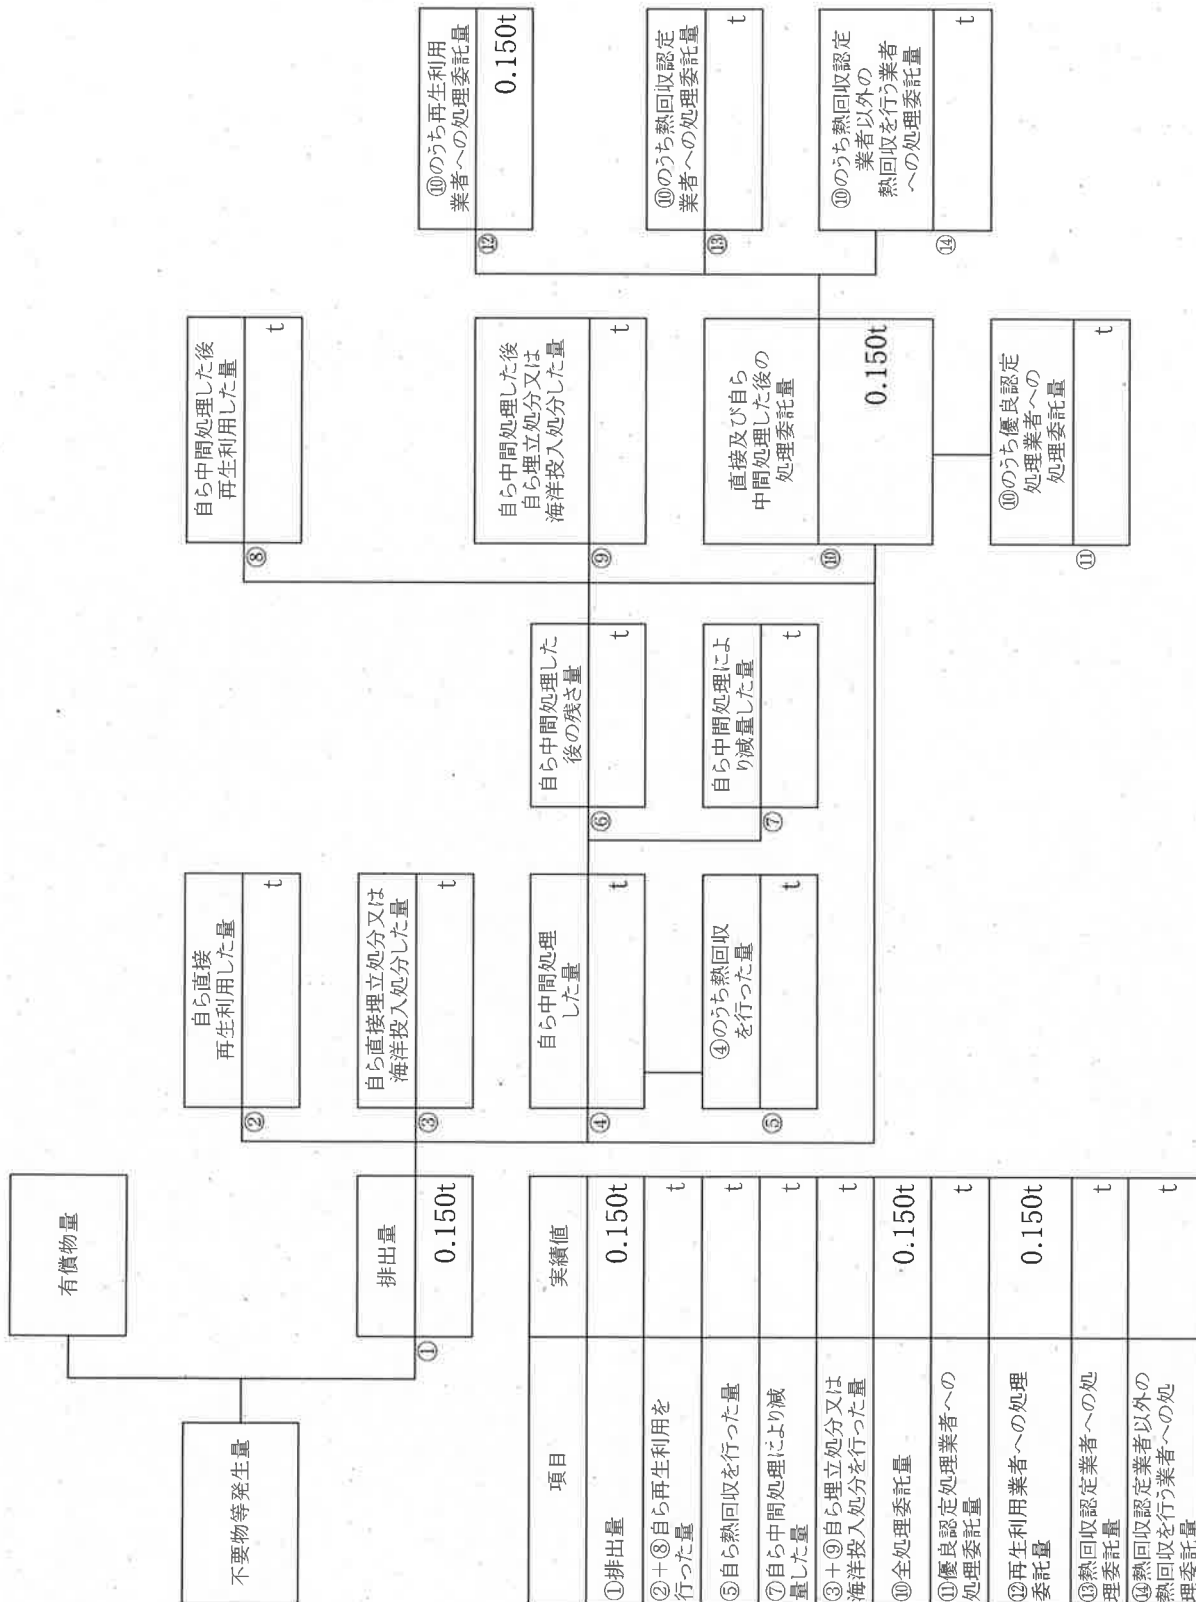 不要物等発生量
有償物量
排出量
① 0.150t
自ら直接
再生利用した量
② t
自ら直接埋立処分又は
海洋投入処分した量
③ t
自ら中間処理
した量
④ t
④のうち熱回収
を行った量
⑤ t
自ら中間処理した
後の残さ量
⑥ t
自ら中間処理によ
り減量した量
⑦ t
自ら中間処理した後
再生利用した量
⑧ t
自ら中間処理した後
自ら埋立処分又は
海洋投入処分した量
⑨ t
直接及び自ら
中間処理した後の
処理委託量
⑩ 0.150t
⑩のうち優良認定
処理業者への
処理委託量
⑪ t
⑩のうち再生利用
業者への処理委託量
⑫ 0.150t
⑩のうち熱回収認定
業者への処理委託量
⑬ t
⑩のうち熱回収認定
業者以外の
熱回収を行う業者
への処理委託量
⑭ t
項目 実績値
①排出量 0.150t
②+⑧自ら再生利用を
行った量 t
⑤自ら熱回収を行った量 t
⑦自ら中間処理により減
量した量 t
③+⑨自ら埋立処分又は
海洋投入処分を行った量 t
⑩全処理委託量 0.150t
⑪優良認定処理業者への
処理委託量 t
⑫再生利用業者への処理
委託量 0.150t
⑬熱回収認定業者への処
理委託量 t
⑭熱回収認定業者以外の
熱回収を行う業者への処
理委託量 t